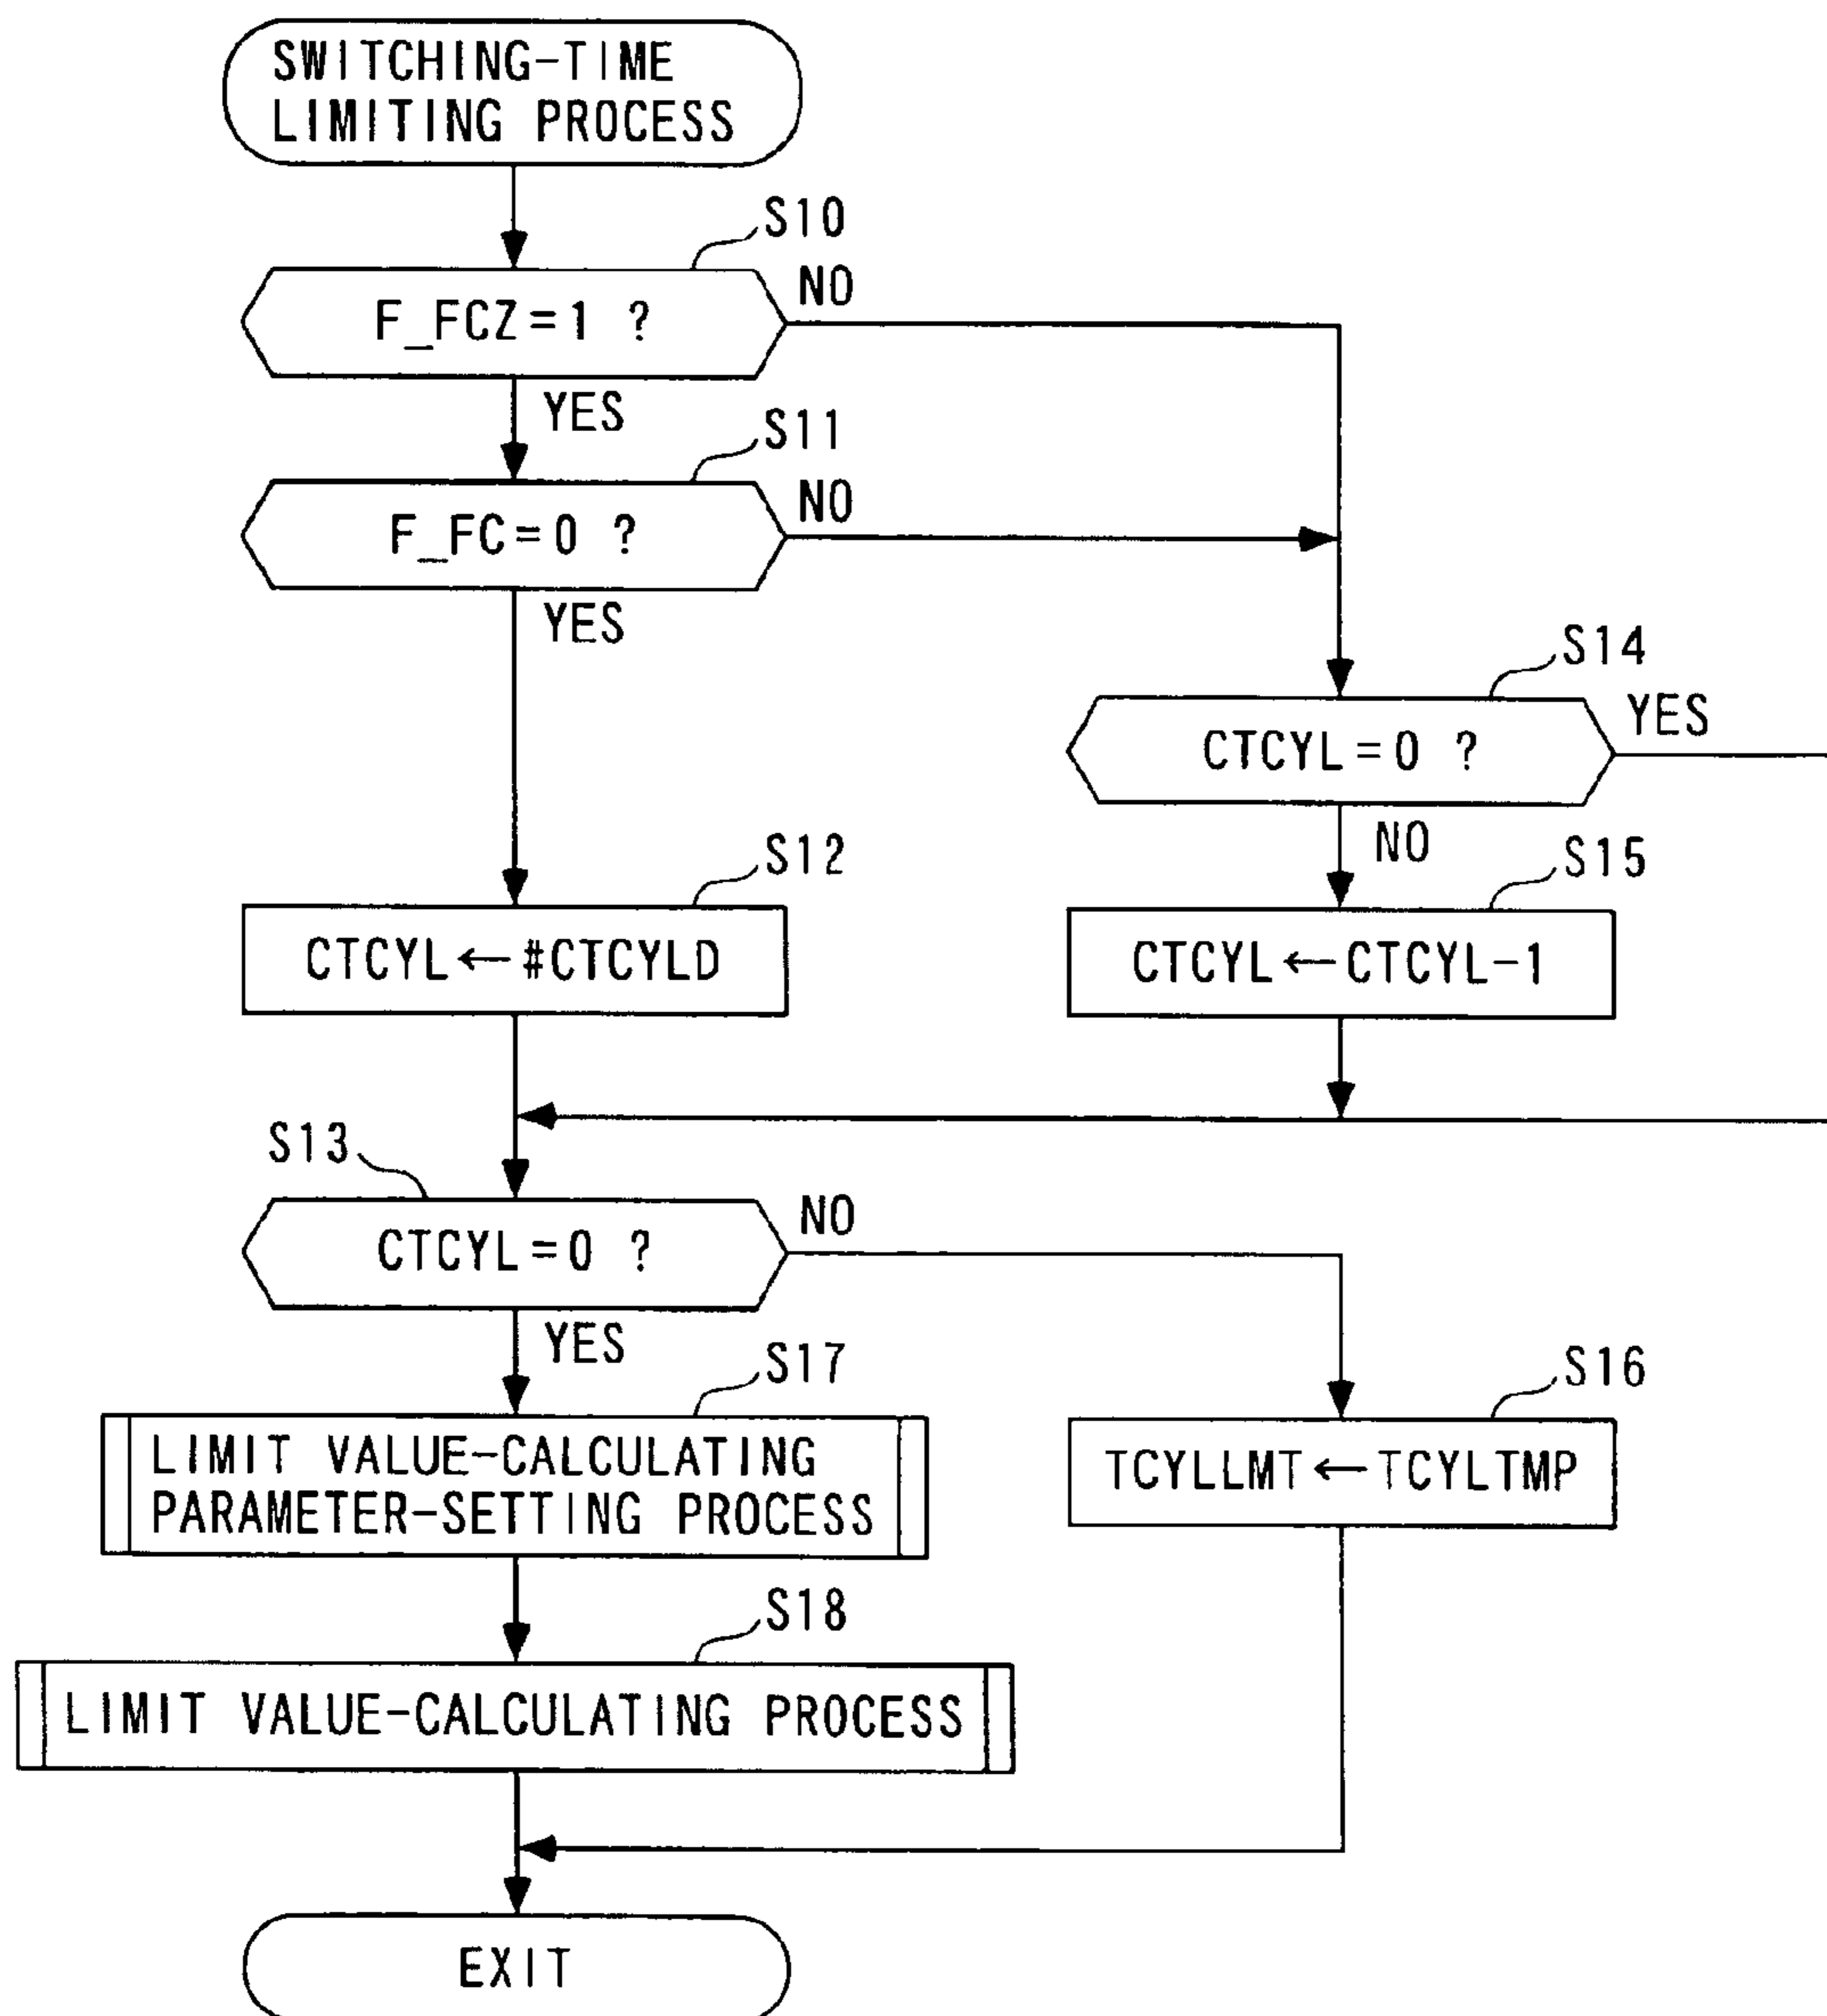 SWITCHING-TIME
LIMITING PROCESS
S10
F_FCZ=1 ?
NO
YES
S11
F_FC=0 ?
NO
YES
S14
CTCYL=0 ?
YES
NO
S12
CTCYL←#CTCYLD
S15
CTCYL←CTCYL-1
S13
CTCYL=0 ?
NO
YES
S17
LIMIT VALUE-CALCULATING
PARAMETER-SETTING PROCESS
S16
TCYLLMT←TCYLTMP
S18
LIMIT VALUE-CALCULATING PROCESS
EXIT